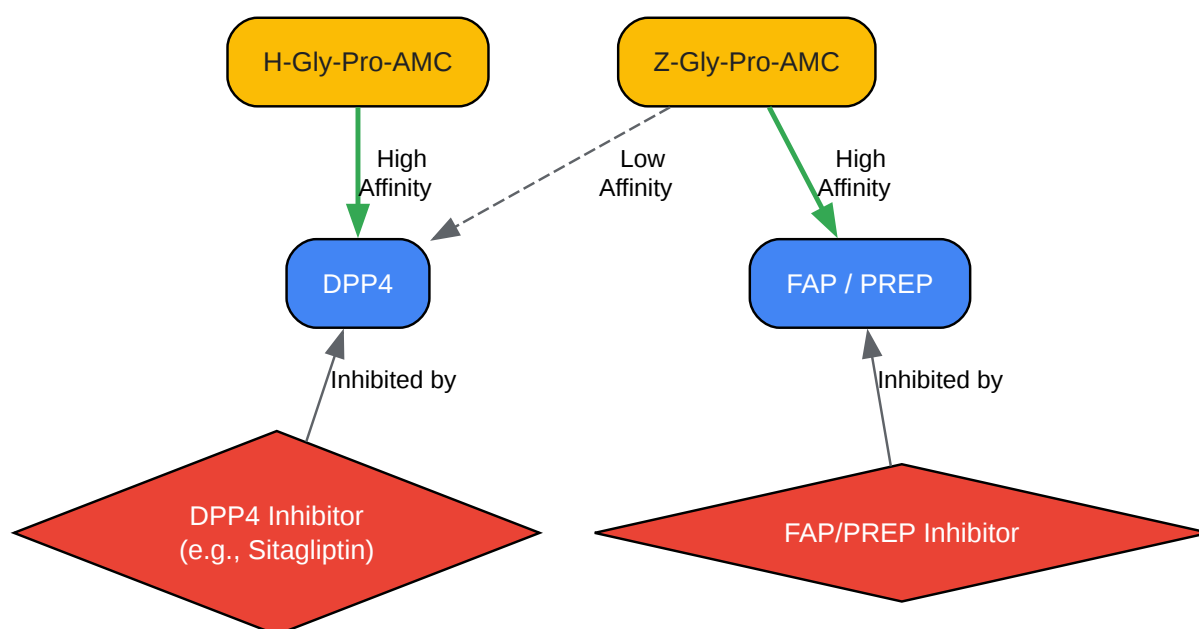 H-Gly-Pro-AMC
Z-Gly-Pro-AMC
High
Affinity
Low
Affinity
High
Affinity
DPP4
FAP / PREP
Inhibited by
Inhibited by
DPP4 Inhibitor
(e.g., Sitagliptin)
FAP/PREP Inhibitor